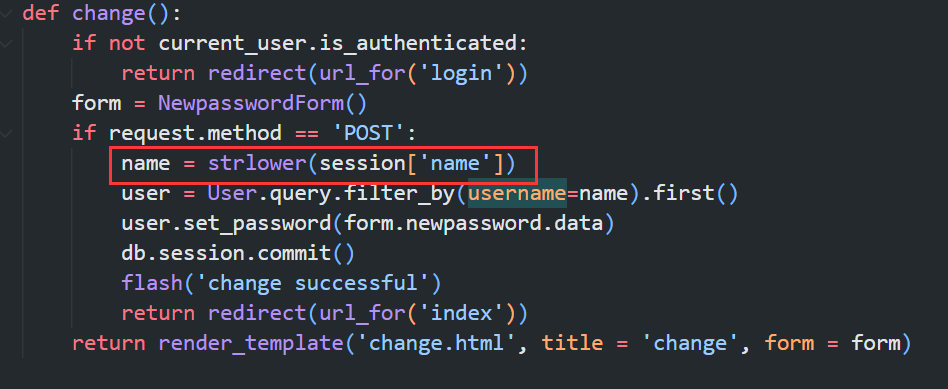 def change():
    if not current_user.is_authenticated:
        return redirect(url_for('login'))
    form = NewpasswordForm()
    if request.method == 'POST':
        name = strlower(session['name'])
        user = User.query.filter_by(username=name).first()
        user.set_password(form.newpassword.data)
        db.session.commit()
        flash('change successful')
        return redirect(url_for('index'))
    return render_template('change.html', title = 'change', form = form)